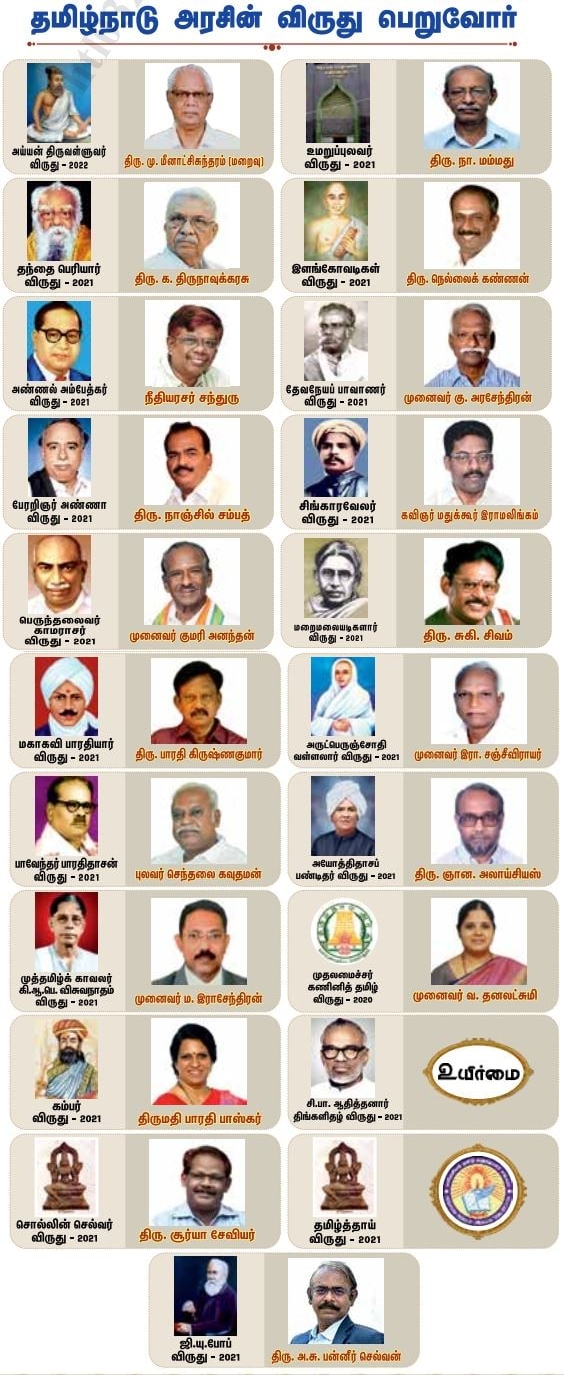 தமிழ்நாடு அரசின் விருது பெறுவோர்
அய்யன் திருவள்ளுவர்
விருது - 2022
திரு. மு. மீனாட்சிசுந்தரம் (மறைவு)
உமறுப்புலவர்
விருது - 2021
திரு. நா. மம்மது
தந்தை பெரியார்
விருது - 2021
திரு. க. திருநாவுக்கரசு
இளங்கோவடிகள்
விருது - 2021
திரு. நெல்லைக் கண்ணன்
அண்ணல் அம்பேத்கர்
விருது - 2021
நீதியரசர் சந்துரு
தேவநேயப் பாவாணர்
விருது - 2021
முனைவர் கு. அரசேந்திரன்
பேரறிஞர் அண்ணா
விருது - 2021
திரு. நாஞ்சில் சம்பத்
சிங்காரவேலர்
விருது - 2021
கவிஞர் மதுக்கூர் இராமலிங்கம்
பெருந்தலைவர்
காமராசர்
விருது - 2021
முனைவர் குமரி அனந்தன்
மறைமலையடிகளார்
விருது - 2021
திரு. சுகி. சிவம்
மகாகவி பாரதியார்
விருது - 2021
திரு. பாரதி கிருஷ்ணகுமார்
அருட்பெருஞ்சோதி
வள்ளலார் விருது - 2021
முனைவர் இரா. சஞ்சீவிராயர்
பாவேந்தர் பாரதிதாசன்
விருது - 2021
புலவர் செந்தலை கவுதமன்
அயோத்திதாசப்
பண்டிதர் விருது - 2021
திரு. ஞான. அலாய்சியஸ்
முத்தமிழ்க் காவலர்
கி.ஆ.பெ. விசுவநாதம்
விருது - 2021
முனைவர் ம. இராசேந்திரன்
முதலமைச்சர்
கணினித் தமிழ்
விருது - 2020
முனைவர் வ. தனலட்சுமி
கம்பர்
விருது - 2021
திருமதி பாரதி பாஸ்கர்
சி.பா. ஆதித்தனார்
திங்களிதழ் விருது - 2021
உயிர்மை
சொல்லின் செல்வர்
விருது - 2021
திரு. சூர்யா சேவியர்
தமிழ்த்தாய்
விருது - 2021
ஜி.யு.போப்
விருது - 2021
திரு. அ.சு. பன்னீர் செல்வன்